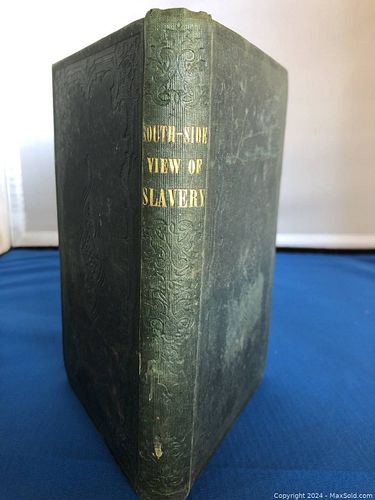 SOUTH-SIDE
VIEW OF
SLAVERY
Copyright 2024 - MaxSold.com